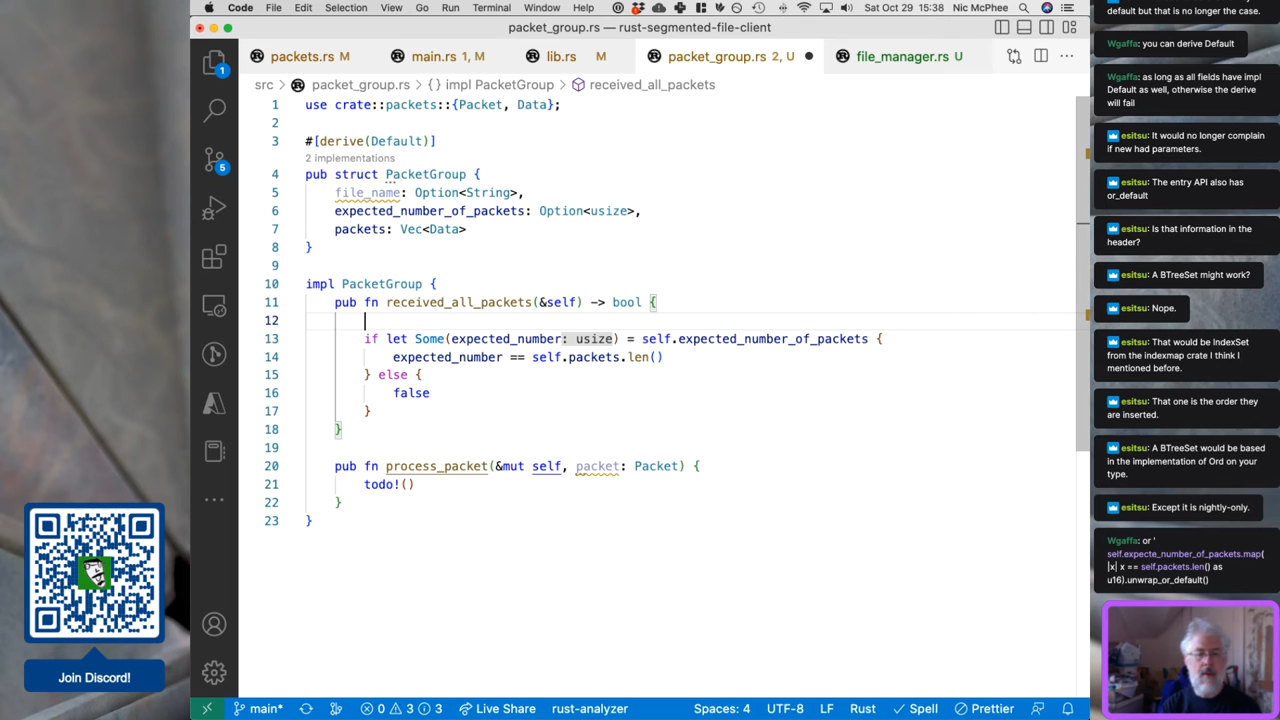 Code File Edit Selection View Go Run Terminal Window Help Sat Oct 29 15:38 Nic McPhee
packet_group.rs — rust-segmented-file-client
packets.rs M main.rs 1, M lib.rs M packet_group.rs 2, U file_manager.rs U
src packet_group.rs {} impl PacketGroup received_all_packets
1 use crate::packets::{Packet, Data};
2
3 #[derive(Default)]
2 implementations
4 pub struct PacketGroup {
5 file_name: Option<String>,
6 expected_number_of_packets: Option<usize>,
7 packets: Vec<Data>
8 }
9
10 impl PacketGroup {
11 pub fn received_all_packets(&self) -> bool {
12
13 if let Some(expected_number: usize) = self.expected_number_of_packets {
14 expected_number == self.packets.len()
15 } else {
16 false
17 }
18 }
19
20 pub fn process_packet(&mut self, packet: Packet) {
21 todo!()
22 }
23 }
1
5
Join Discord!
main* 0 3 3 Live Share rust-analyzer Spaces: 4 UTF-8 LF Rust Spell Prettier
default but that is no longer the case.
Wgaffa: you can derive Default
Wgaffa: as long as all fields have impl
Default as well, otherwise the derive
will fail
esitsu: It would no longer complain
if new had parameters.
esitsu: The entry API also has
or_default
esitsu: Is that information in the
header?
esitsu: A BTreeSet might work?
esitsu: Nope.
esitsu: That would be IndexSet
from the indexmap crate I think I
mentioned before.
esitsu: That one is the order they
are inserted.
esitsu: A BTreeSet would be based
in the implementation of Ord on your
type.
esitsu: Except it is nightly-only.
Wgaffa: or '
self.expecte_number_of_packets.map(
|x| x == self.packets.len() as
u16).unwrap_or_default()